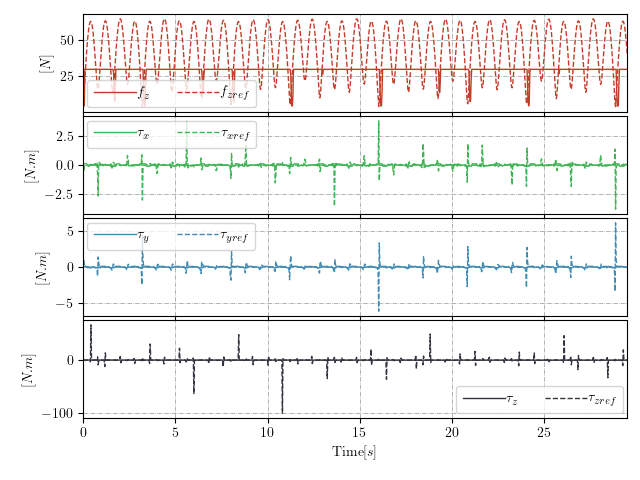 [N]
50
25
f_z f_zref
[N.m]
2.5
0.0
−2.5
τ_x τ_xref
[N.m]
5
0
−5
τ_y τ_yref
[N.m]
0
−100
τ_z τ_zref
0 5 10 15 20 25
Time[s]